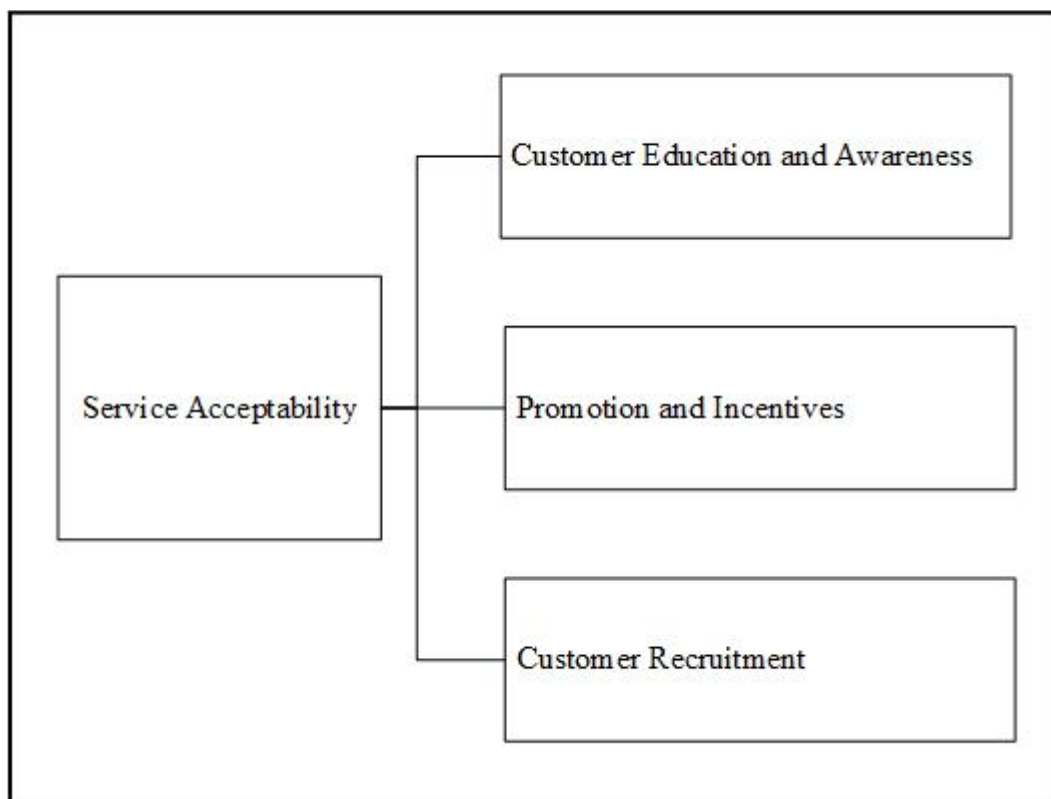 Customer Education and Awareness
Service Acceptability
Promotion and Incentives
Customer Recruitment